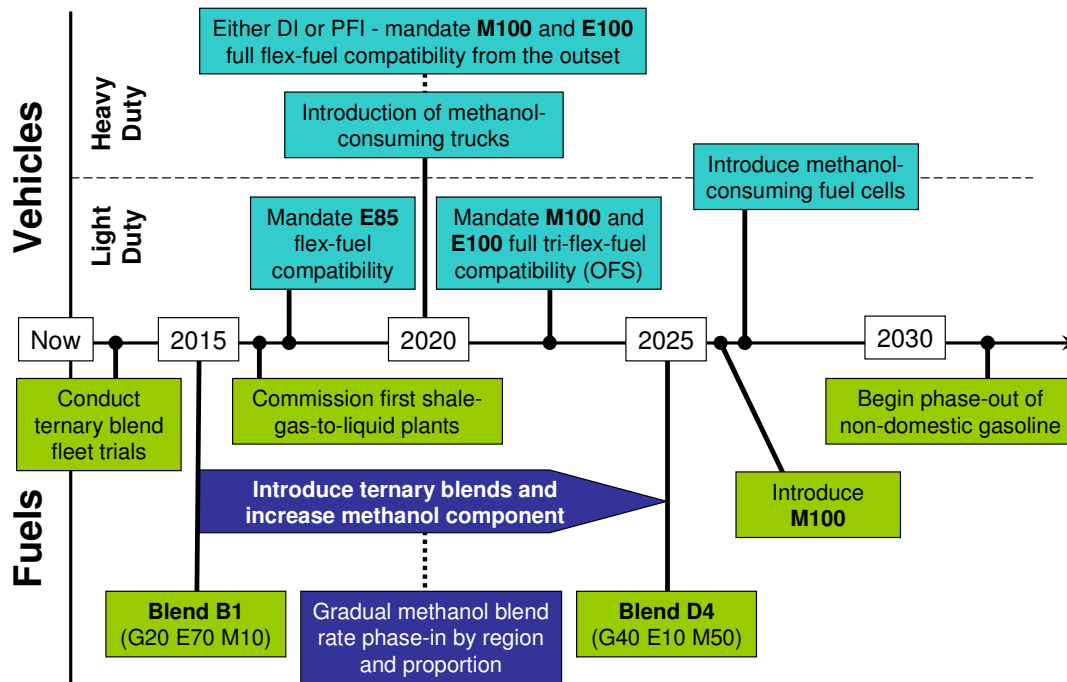 Vehicles
Heavy
Duty
Either DI or PFI - mandate M100 and E100
full flex-fuel compatibility from the outset
Introduction of methanol-
consuming trucks
Introduce methanol-
consuming fuel cells
Light
Duty
Mandate E85
flex-fuel
compatibility
Mandate M100 and
E100 full tri-flex-fuel
compatibility (OFS)
Now
2015
2020
2025
2030
Fuels
Conduct
ternary blend
fleet trials
Commission first shale-
gas-to-liquid plants
Begin phase-out of
non-domestic gasoline
Introduce ternary blends and
increase methanol component
Introduce
M100
Blend B1
(G20 E70 M10)
Gradual methanol blend
rate phase-in by region
and proportion
Blend D4
(G40 E10 M50)